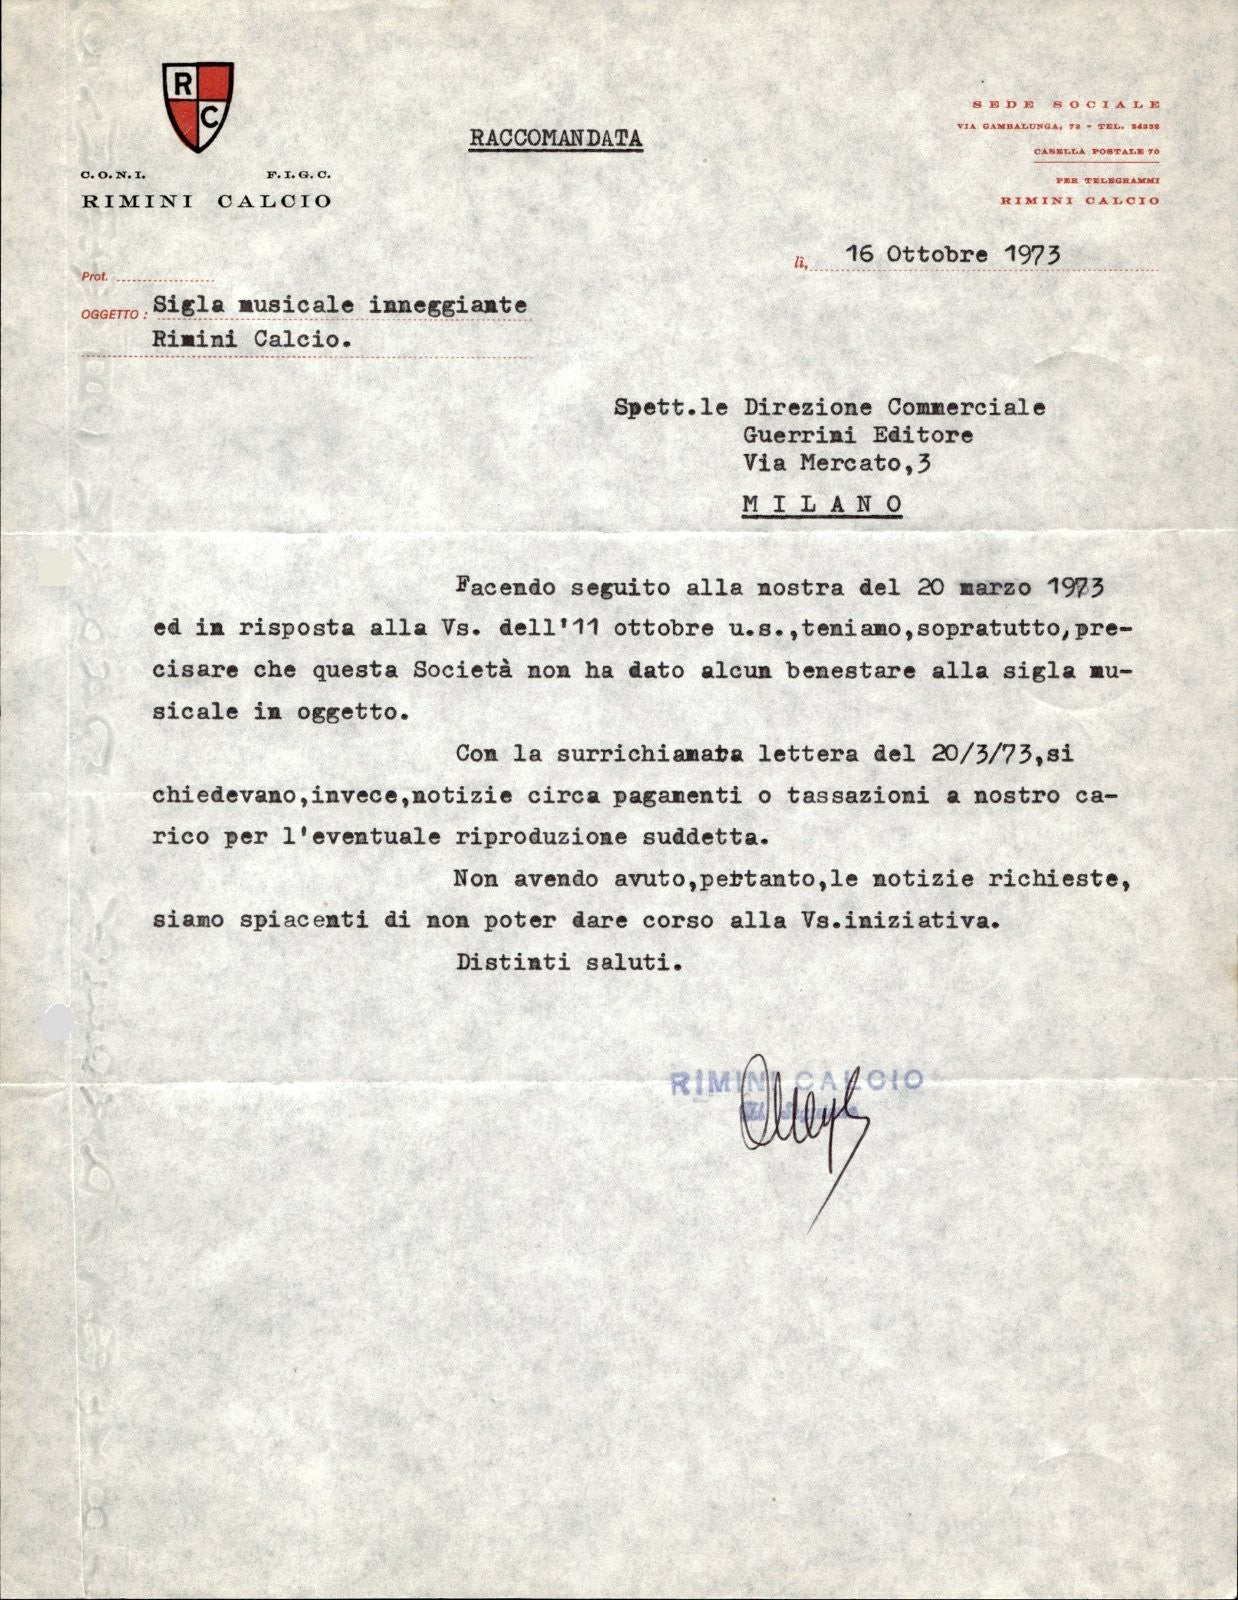 R
C
C.O.N.I. F.I.G.C.
RIMINI CALCIO
RACCOMANDATA
SEDE SOCIALE
VIA GAMBALUNGA, 72 - TEL. 24332
CASELLA POSTALE 70
PER TELEGRAMMI
RIMINI CALCIO
lì, 16 Ottobre 1973
Prot.
OGGETTO: Sigla musicale inneggiante
Rimini Calcio.
Spett.le Direzione Commerciale
Guerrini Editore
Via Mercato,3
MILANO
Facendo seguito alla nostra del 20 marzo 1973
ed in risposta alla Vs. dell'11 ottobre u.s.,teniamo,sopratutto,pre-
cisare che questa Società non ha dato alcun benestare alla sigla mu-
sicale in oggetto.
Con la surrichiamata lettera del 20/3/73,si
chiedevano,invece,notizie circa pagamenti o tassazioni a nostro ca-
rico per l'eventuale riproduzione suddetta.
Non avendo avuto,pertanto,le notizie richieste,
siamo spiacenti di non poter dare corso alla Vs.iniziativa.
Distinti saluti.
RIMINI CALCIO